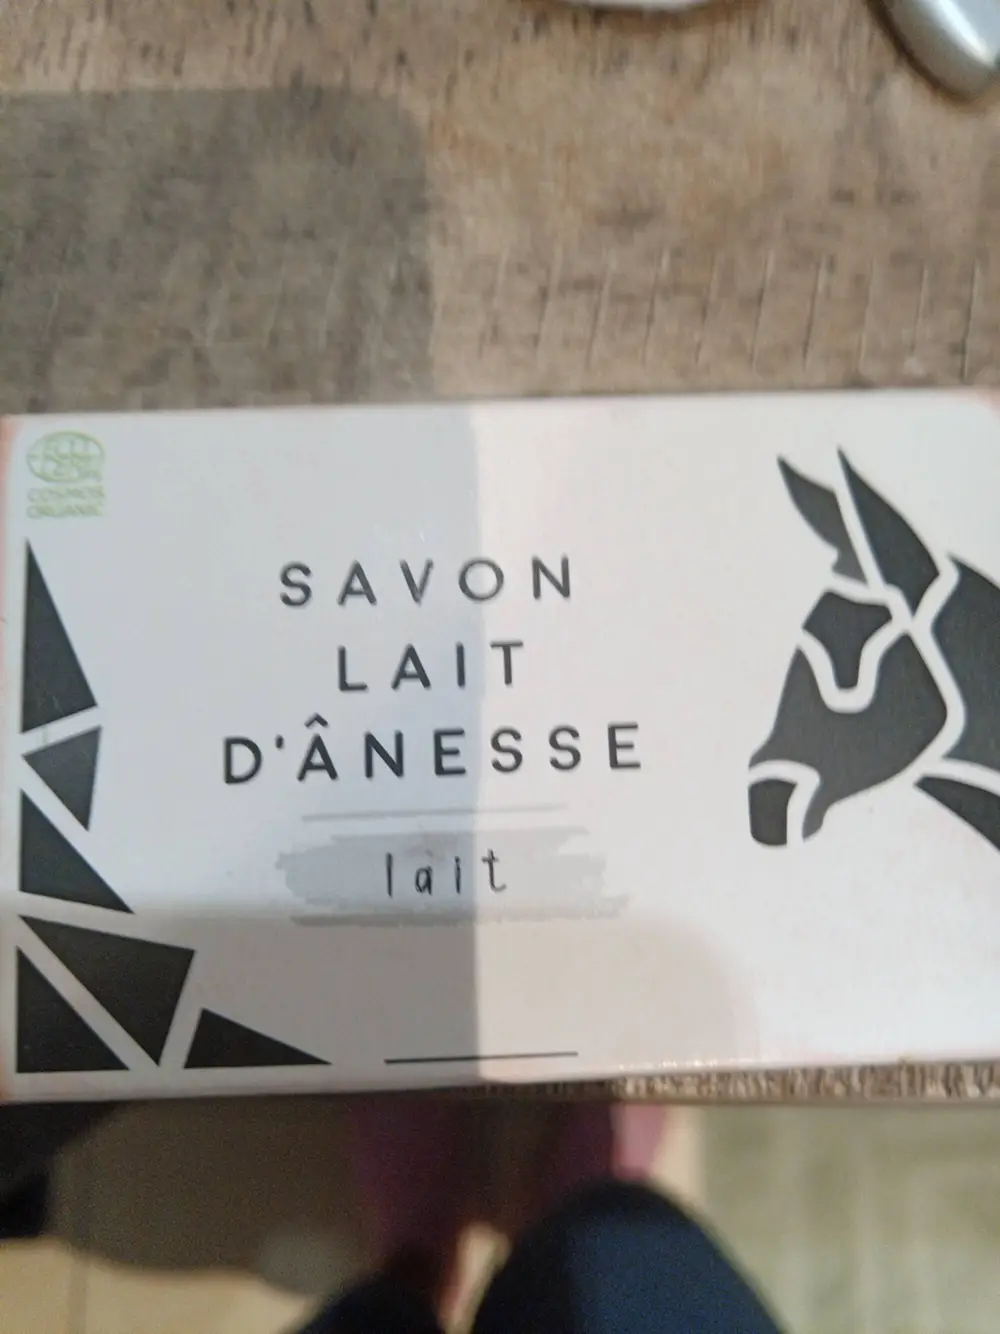 COSMOS
ORGANIC
SAVON
LAIT
D'ÂNESSE
lait